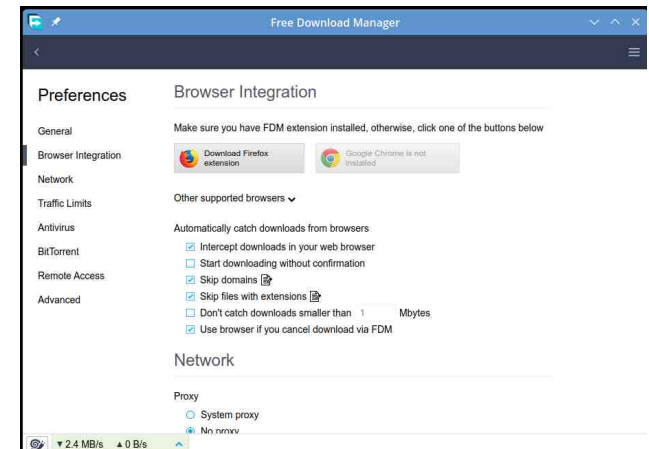 Free Download Manager
Preferences
General
Browser Integration
Network
Traffic Limits
Antivirus
BitTorrent
Remote Access
Advanced
Browser Integration
Make sure you have FDM extension installed, otherwise, click one of the buttons below
Download Firefox
extension
Google Chrome is not
installed
Other supported browsers
Automatically catch downloads from browsers
Intercept downloads in your web browser
Start downloading without confirmation
Skip domains
Skip files with extensions
Don't catch downloads smaller than 1 Mbytes
Use browser if you cancel download via FDM
Network
Proxy
System proxy
No proxy
▼ 2.4 MB/s ▲ 0 B/s